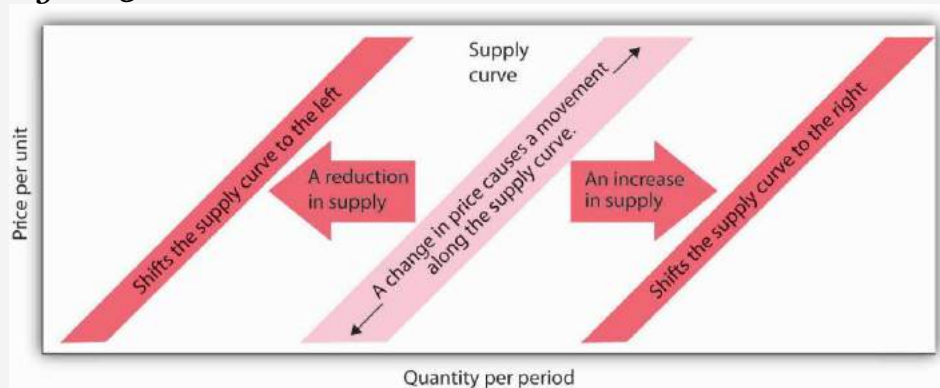 Supply
curve
Price per unit
Shifts the supply curve to the left
A reduction
in supply
A change in price causes a movement
along the supply curve.
An increase
in supply
Shifts the supply curve to the right
Quantity per period